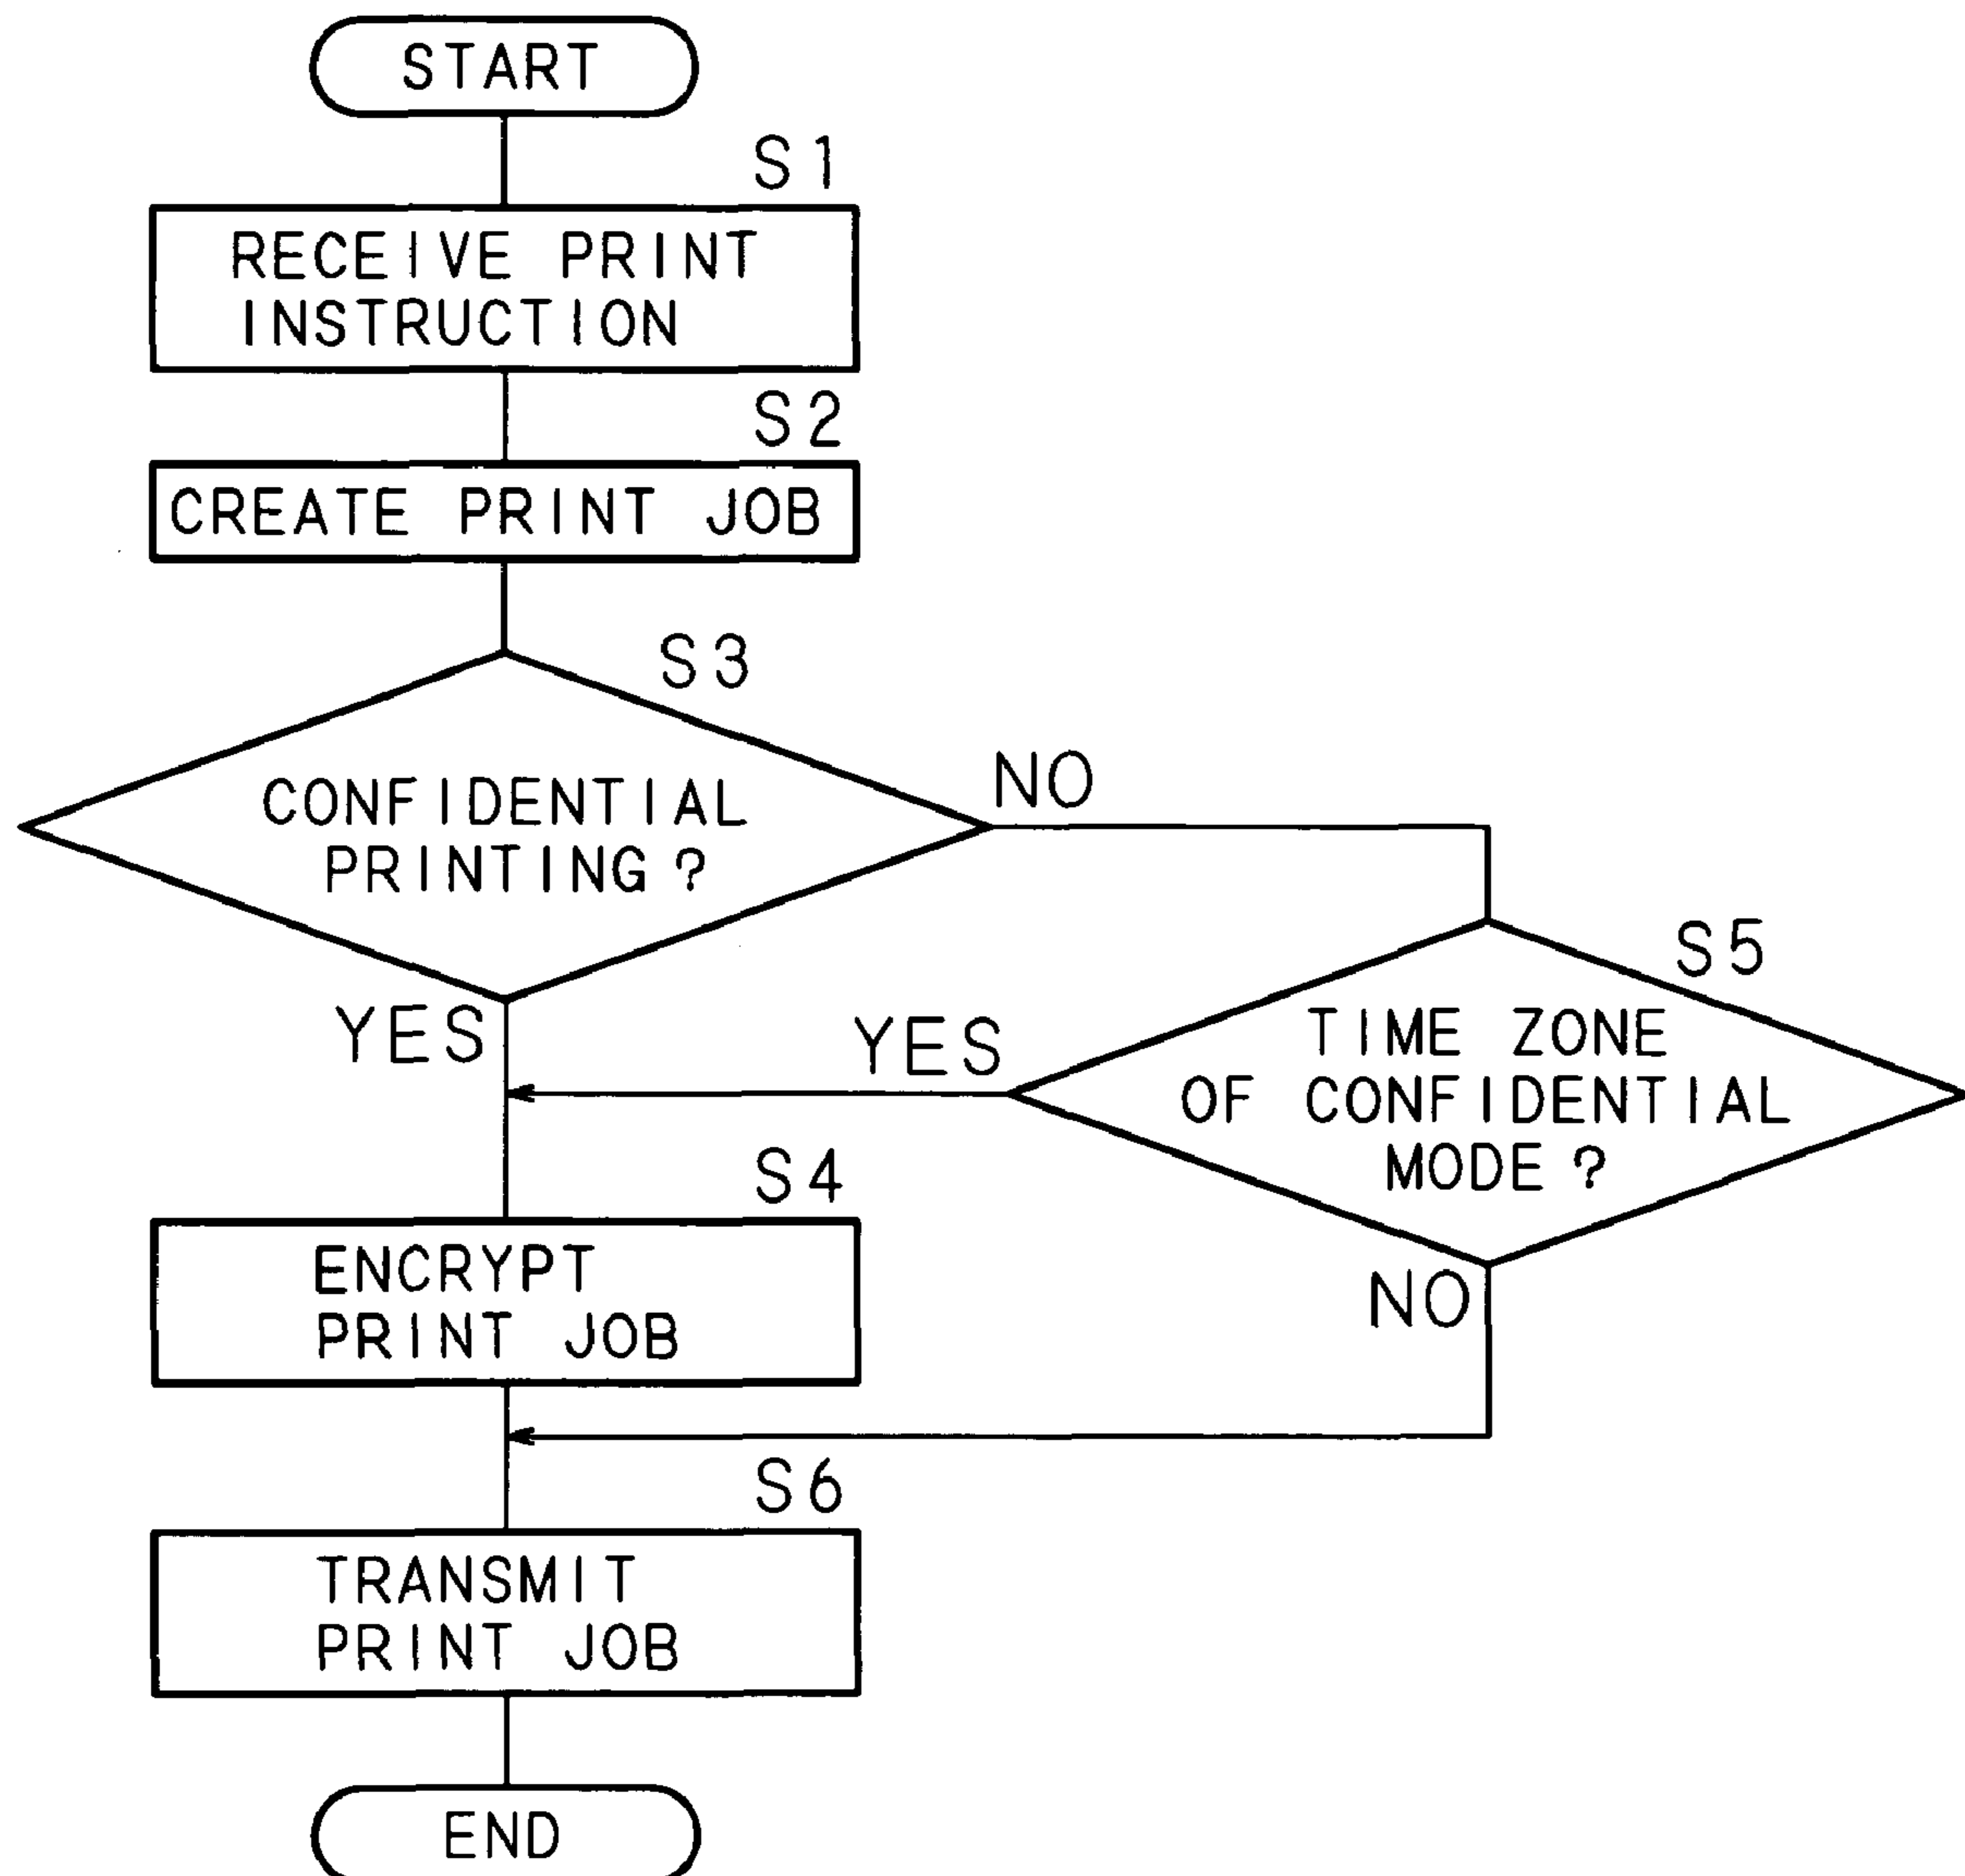 START
S1
RECEIVE PRINT
INSTRUCTION
S2
CREATE PRINT JOB
S3
CONFIDENTIAL
PRINTING?
NO
YES
S5
TIME ZONE
OF CONFIDENTIAL
MODE?
YES
NO
S4
ENCRYPT
PRINT JOB
S6
TRANSMIT
PRINT JOB
END